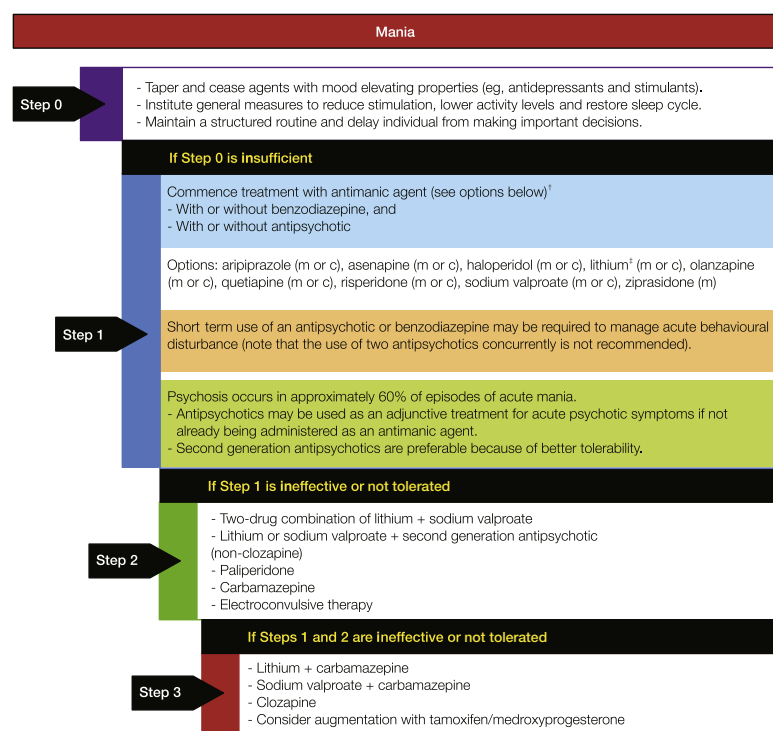 Mania
Step 0
- Taper and cease agents with mood elevating properties (eg, antidepressants and stimulants).
- Institute general measures to reduce stimulation, lower activity levels and restore sleep cycle.
- Maintain a structured routine and delay individual from making important decisions.
If Step 0 is insufficient
Step 1
Commence treatment with antimanic agent (see options below)†
- With or without benzodiazepine, and
- With or without antipsychotic
Options: aripiprazole (m or c), asenapine (m or c), haloperidol (m or c), lithium‡ (m or c), olanzapine
(m or c), quetiapine (m or c), risperidone (m or c), sodium valproate (m or c), ziprasidone (m)
Short term use of an antipsychotic or benzodiazepine may be required to manage acute behavioural
disturbance (note that the use of two antipsychotics concurrently is not recommended).
Psychosis occurs in approximately 60% of episodes of acute mania.
- Antipsychotics may be used as an adjunctive treatment for acute psychotic symptoms if not
already being administered as an antimanic agent.
- Second generation antipsychotics are preferable because of better tolerability.
If Step 1 is ineffective or not tolerated
Step 2
- Two-drug combination of lithium + sodium valproate
- Lithium or sodium valproate + second generation antipsychotic
(non-clozapine)
- Paliperidone
- Carbamazepine
- Electroconvulsive therapy
If Steps 1 and 2 are ineffective or not tolerated
Step 3
- Lithium + carbamazepine
- Sodium valproate + carbamazepine
- Clozapine
- Consider augmentation with tamoxifen/medroxyprogesterone